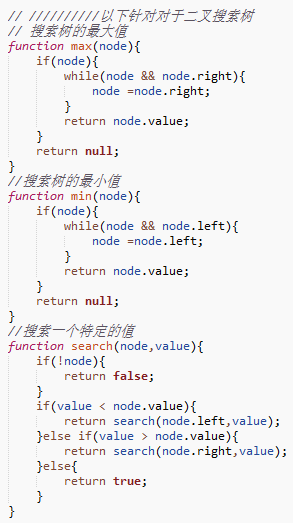 // //////////以下针对对于二叉搜索树
// 搜索树的最大值
function max(node){
    if(node){
        while(node && node.right){
            node =node.right;
        }
        return node.value;
    }
    return null;
}
//搜索树的最小值
function min(node){
    if(node){
        while(node && node.left){
            node =node.left;
        }
        return node.value;
    }
    return null;
}
//搜索一个特定的值
function search(node,value){
    if(!node){
        return false;
    }
    if(value < node.value){
        return search(node.left,value);
    }else if(value > node.value){
        return search(node.right,value);
    }else{
        return true;
    }
}